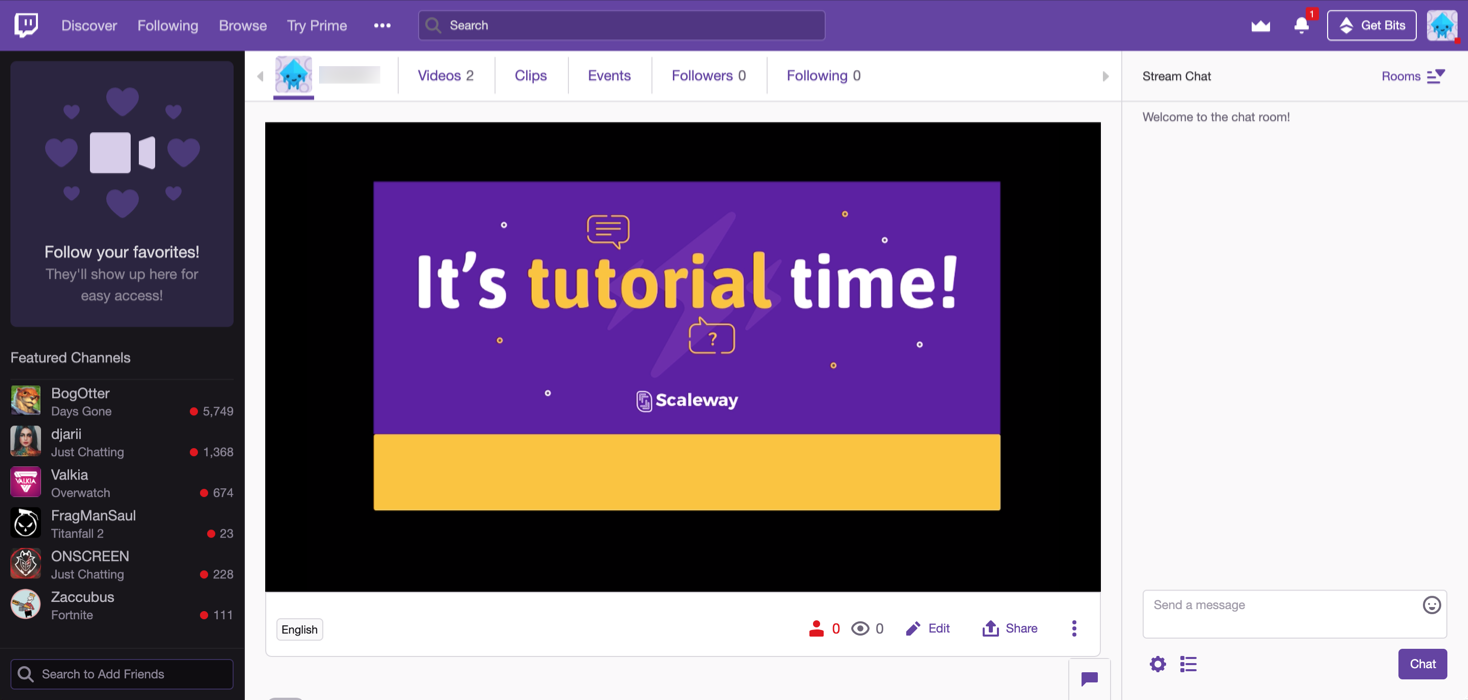 Discover Following Browse Try Prime ••• Search 1 Get Bits
Videos 2 Clips Events Followers 0 Following 0
Follow your favorites!
They'll show up here for
easy access!
Featured Channels
BogOtter
Days Gone 5,749
djarii
Just Chatting 1,368
Valkia
Overwatch 674
FragManSaul
Titanfall 2 23
ONSCREEN
Just Chatting 228
Zaccubus
Fortnite 111
Search to Add Friends
It's tutorial time!
?
Scaleway
English 0 0 Edit Share
Stream Chat Rooms
Welcome to the chat room!
Send a message
Chat